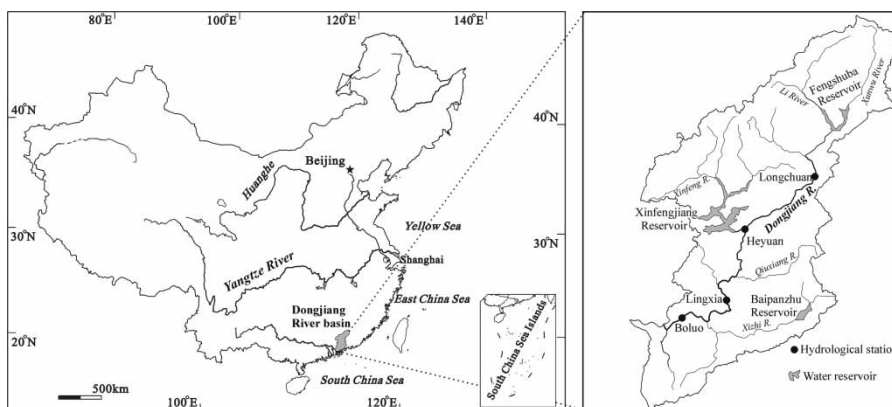 80°E
100°E
120°E
140°E
40°N
40°N
Beijing
Huanghe
30°N
30°N
Yellow Sea
Yangtze River
Shanghai
East China Sea
Dongjiang
River basin
20°N
20°N
South China Sea Islands
500km
South China Sea
100°E
120°E
Fengshuba
Reservoir
Li River
Xunwu River
Longchuan
Xinfeng R.
Dongjiang R.
Xinfengjiang
Reservoir
Heyuan
Qiuxiang R.
Lingxia
Baipanzhu
Reservoir
Boluo
Xizhi R.
Hydrological station
Water reservoir